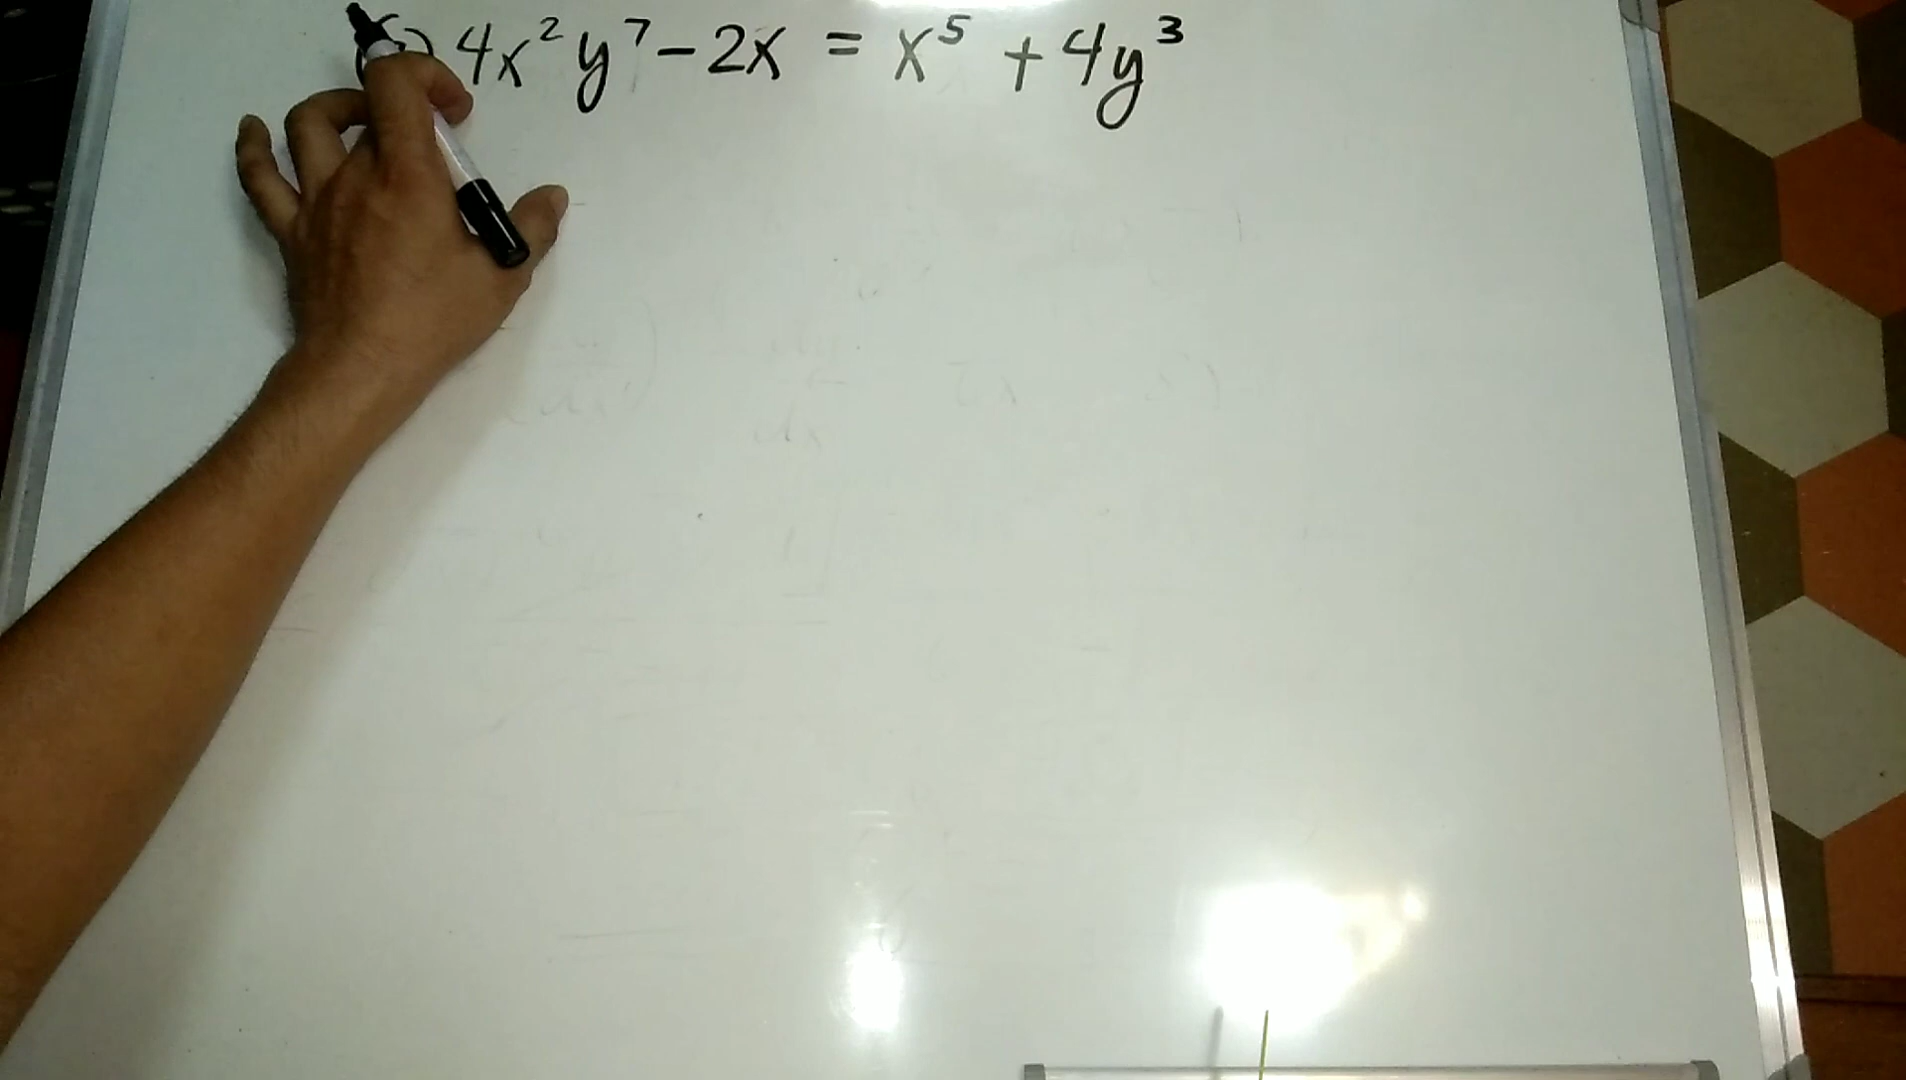 ) 4x²y⁷ - 2x = x⁵ + 4y³